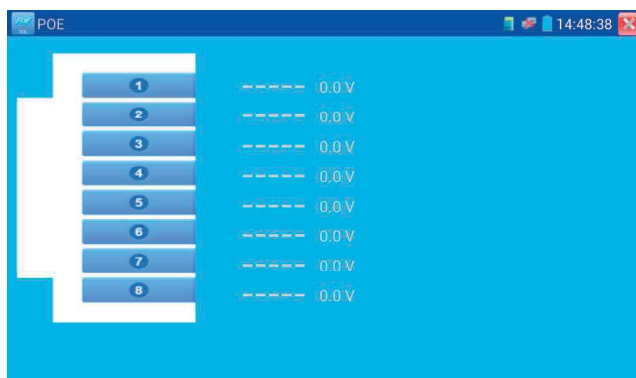 POE 14:48:38
1 ----- 0.0 V
2 ----- 0.0 V
3 ----- 0.0 V
4 ----- 0.0 V
5 ----- 0.0 V
6 ----- 0.0 V
7 ----- 0.0 V
8 ----- 0.0 V